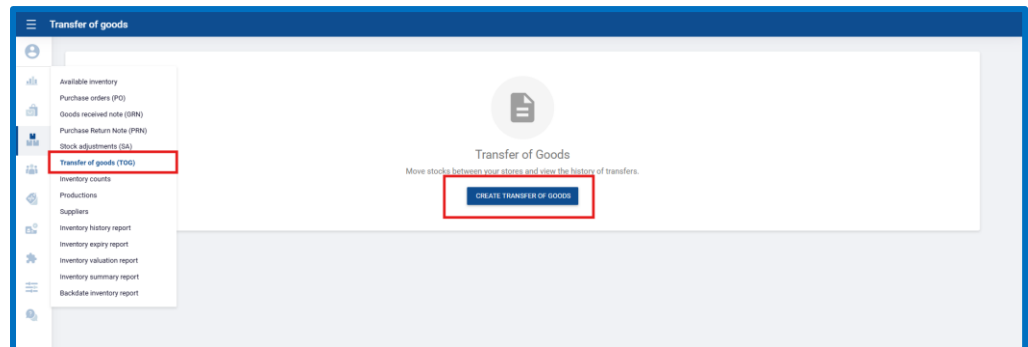 Transfer of goods
Available inventory
Purchase orders (PO)
Goods received note (GRN)
Purchase Return Note (PRN)
Stock adjustments (SA)
Transfer of goods (TOG)
Inventory counts
Productions
Suppliers
Inventory history report
Inventory expiry report
Inventory valuation report
Inventory summary report
Backdate inventory report
Transfer of Goods
Move stocks between your stores and view the history of transfers.
CREATE TRANSFER OF GOODS